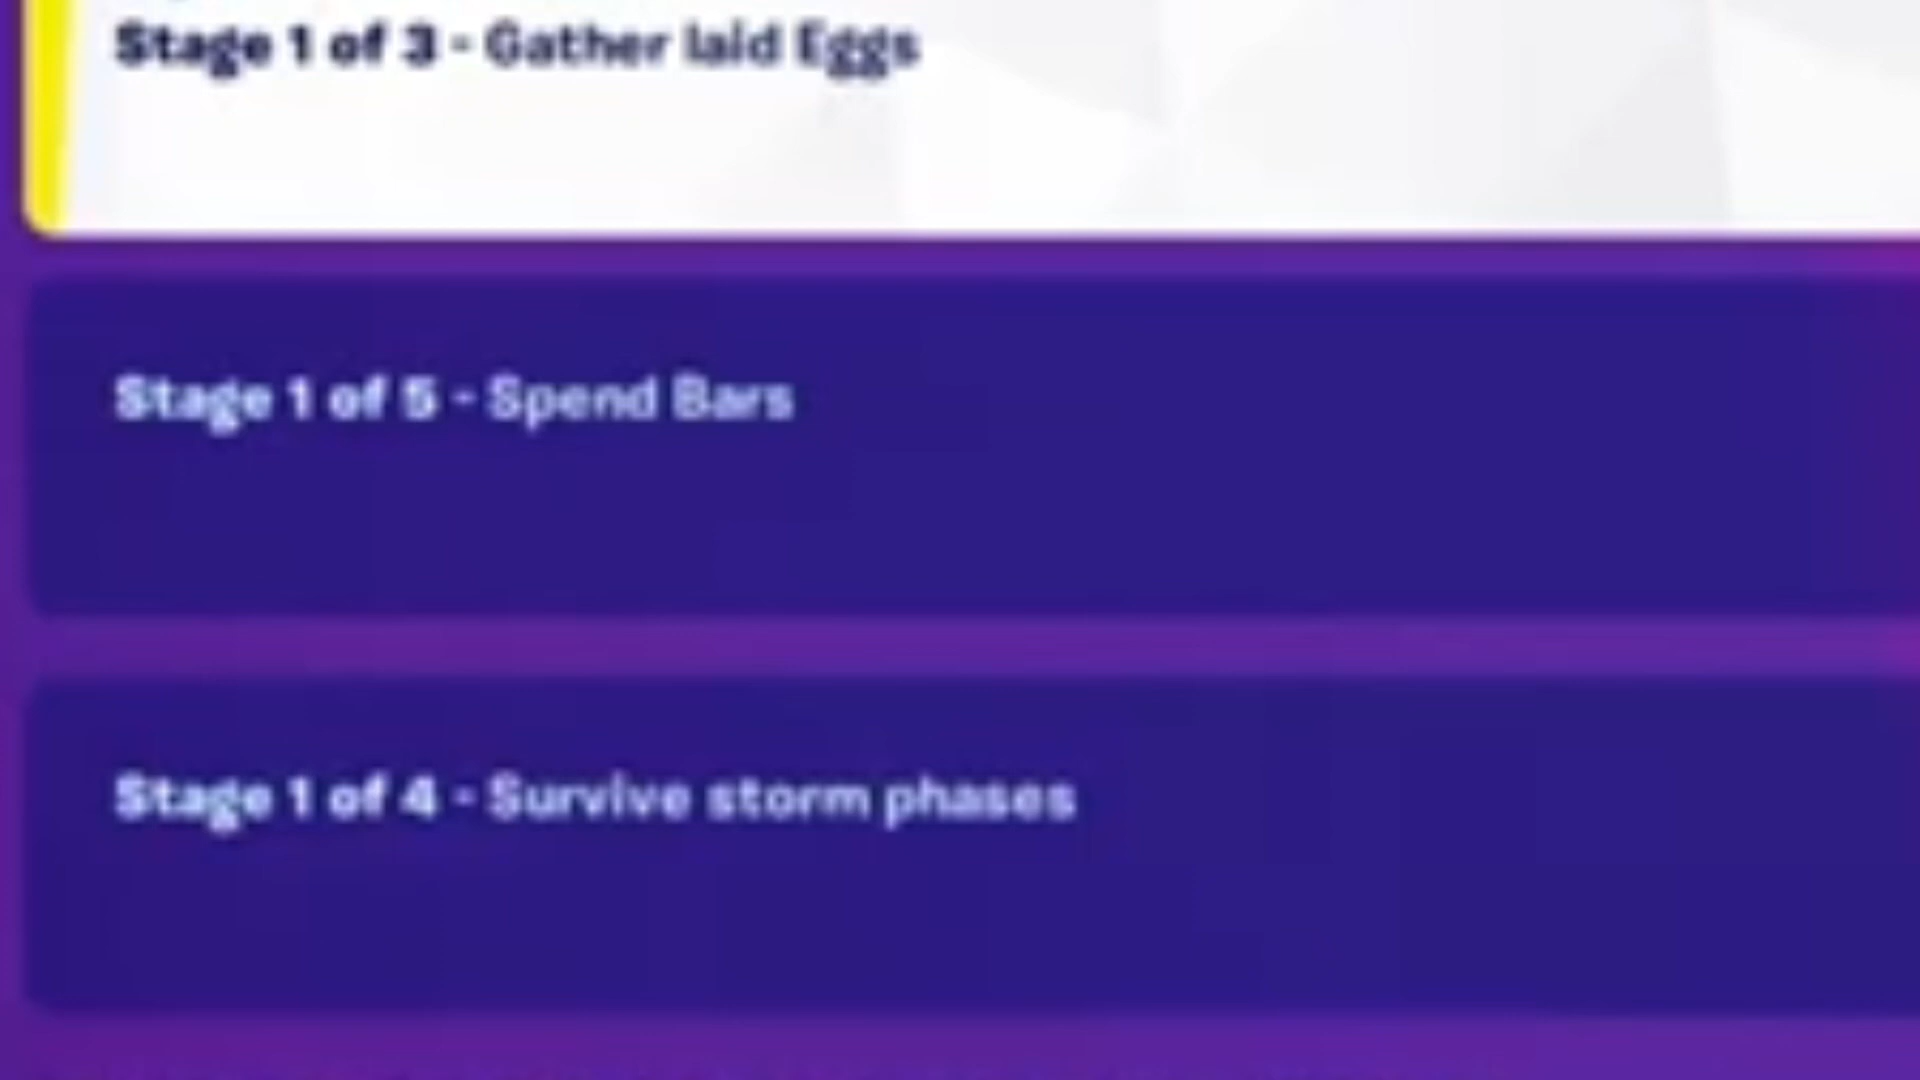 Stage 1 of 3 - Gather laid Eggs
Stage 1 of 5 - Spend Bars
Stage 1 of 4 - Survive storm phases